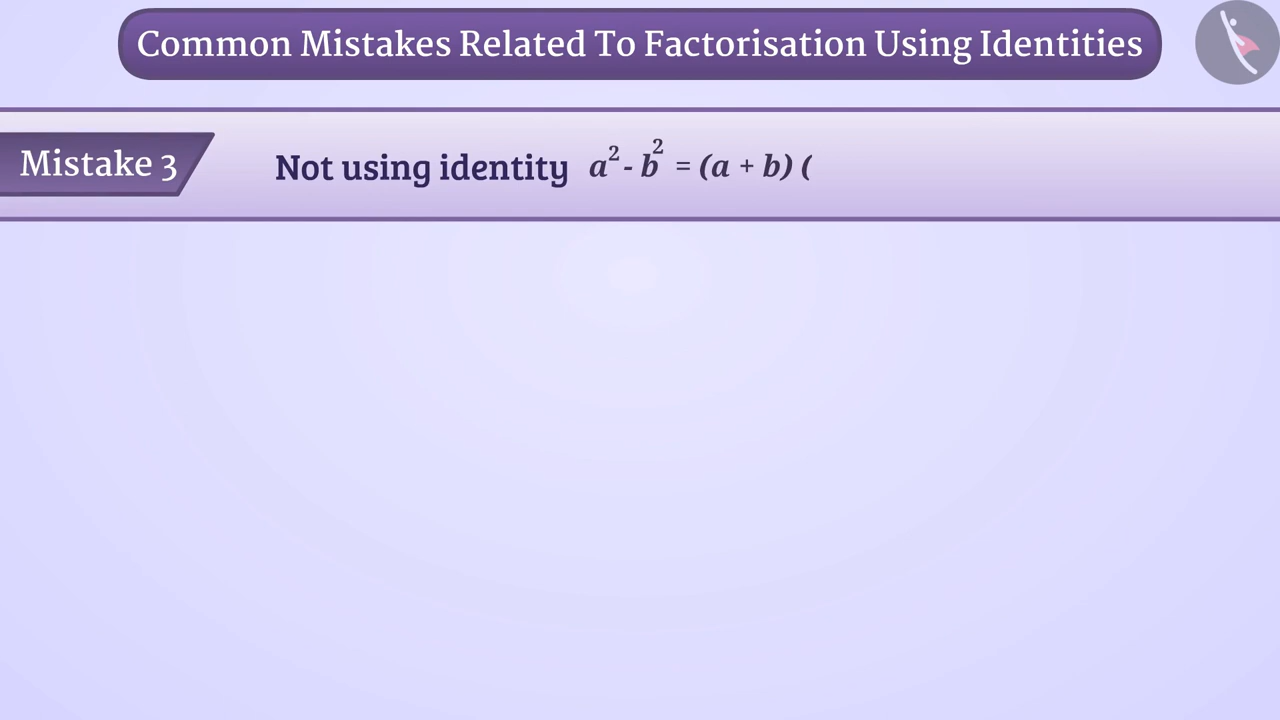 Common Mistakes Related To Factorisation Using Identities
Mistake 3 Not using identity a² - b² = (a + b) (